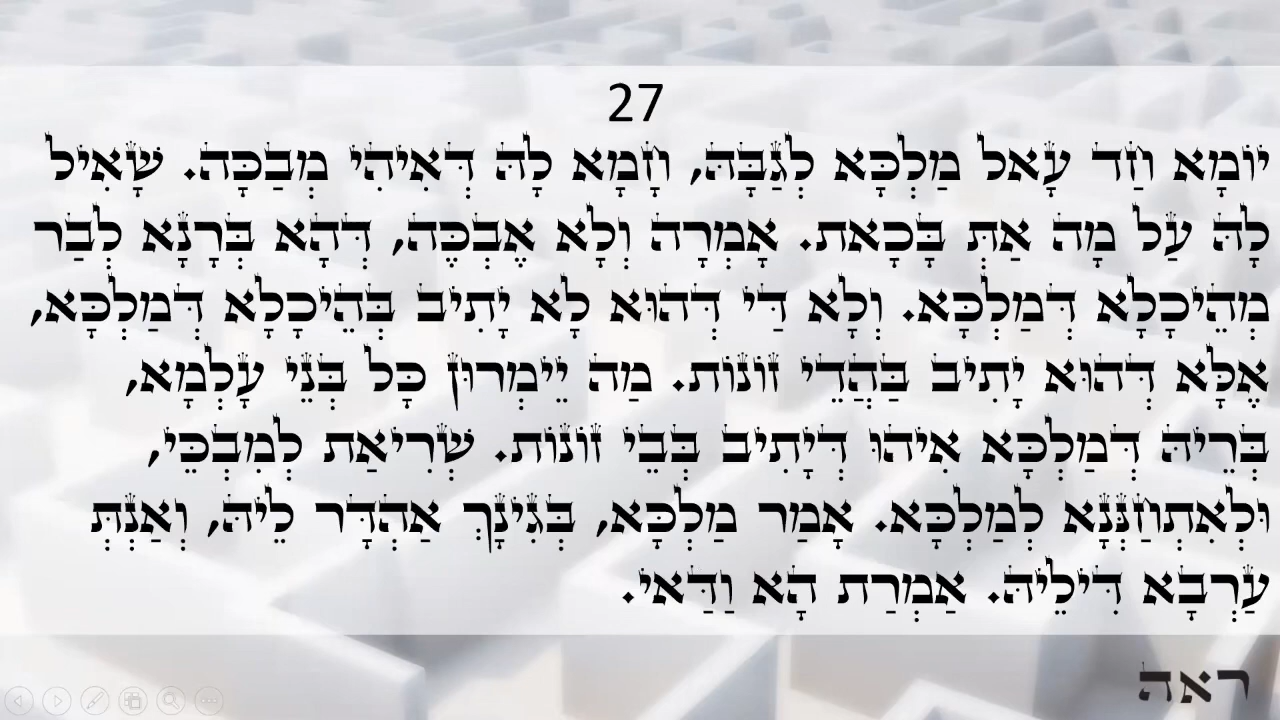 27
יוֹמָא חַד עָאל מַלְכָּא לְגַבָּהּ, חָמָא לָהּ דְּאִיהִי מְבַכָּה. שָׁאִיל
לָהּ עַל מָה אַתְּ בָּכָאת. אָמְרָה וְלָא אֶבְכֶּה, דְּהָא בְּרָנָא לְבַר
מְהֵיכָלָא דְּמַלְכָּא. וְלָא דַּי דְּהוּא לָא יָתִיב בְּהֵיכָלָא דְּמַלְכָּא,
אֶלָּא דְּהוּא יָתִיב בַּהֲדֵי זוֹנוֹת. מַה יֵימְרוּן כָּל בְּנֵי עָלְמָא,
בְּרֵיהּ דְּמַלְכָּא אִיהוּ דְּיָתִיב בְּבֵי זוֹנוֹת. שְׁרִיאַת לְמִבְכֵּי,
וּלְאִתְחַנְּנָא לְמַלְכָּא. אָמַר מַלְכָּא, בְּגִינָךְ אַהְדָּר לֵיהּ, וְאַנְתְּ
עַרְבָא דִּילֵיהּ. אַמְרַת הָא וַדַּאי.
ראה